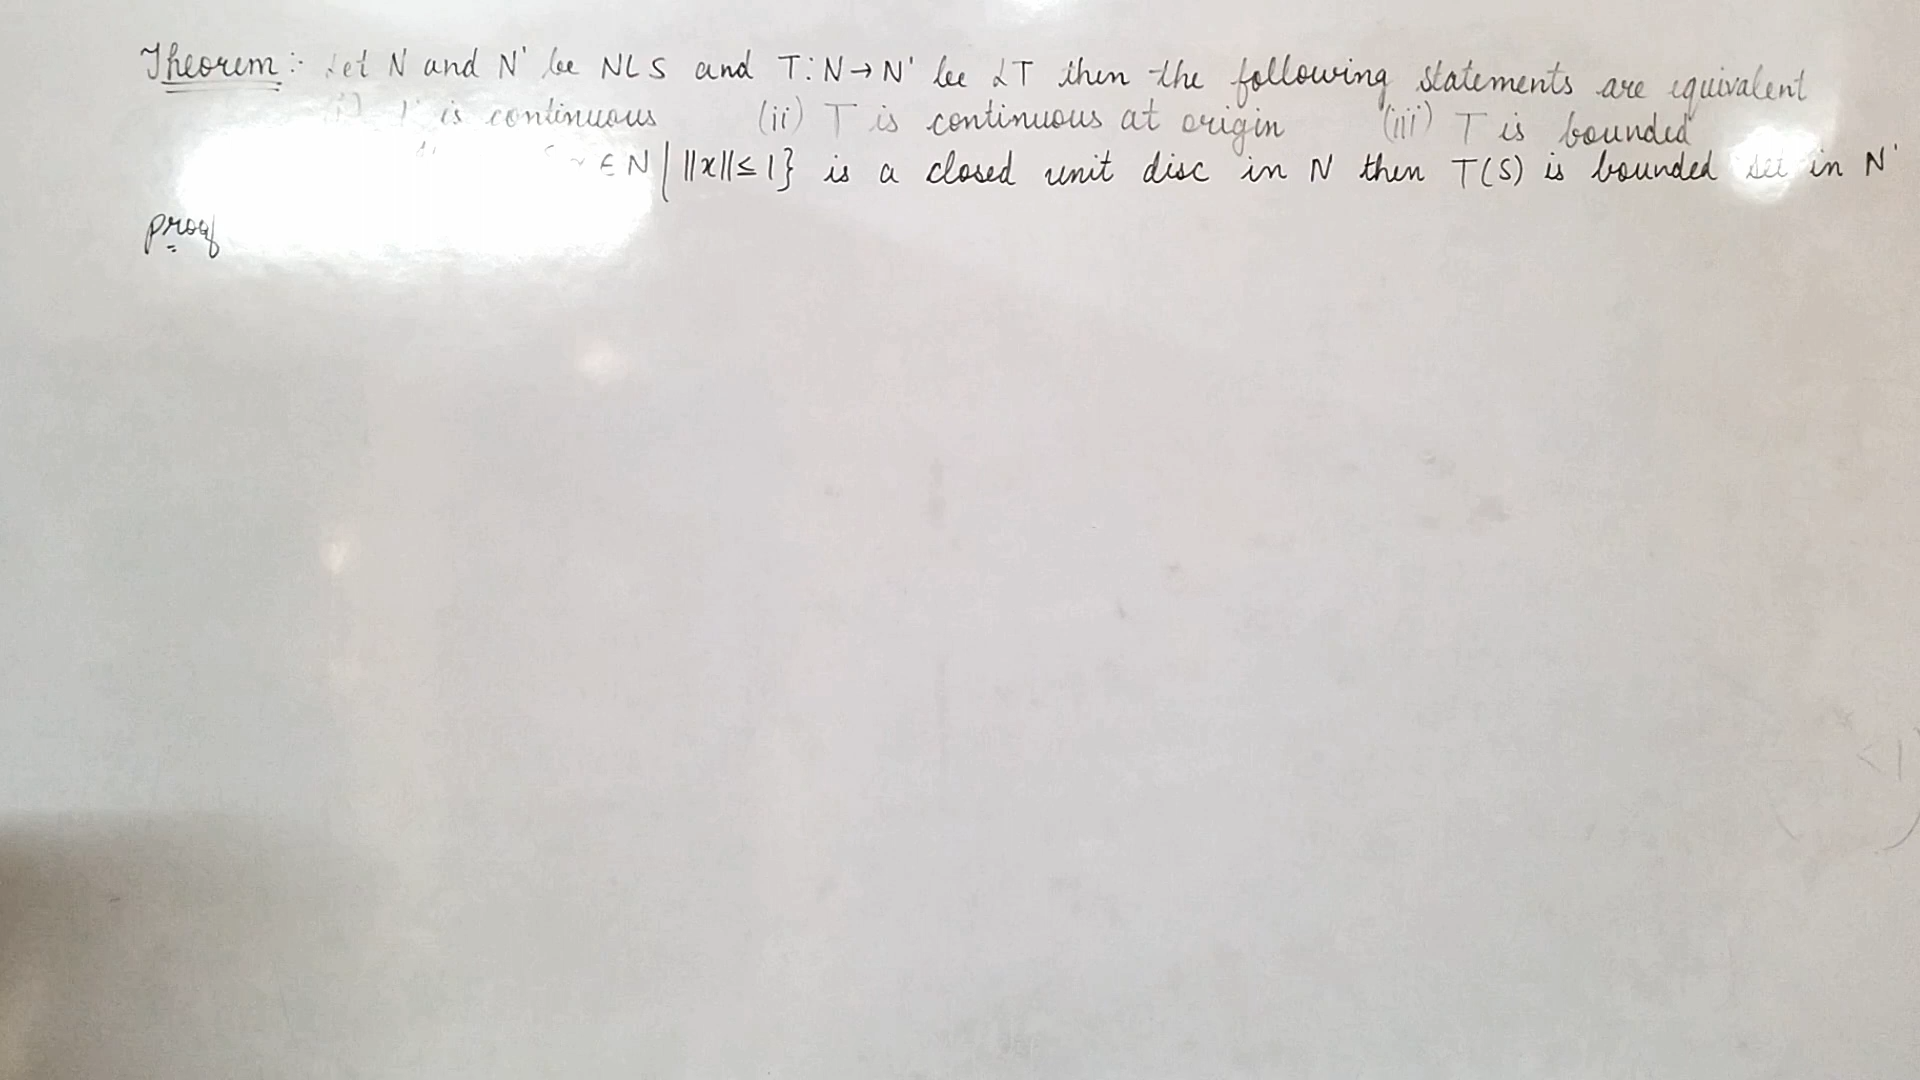 Theorem :- Let N and N' be NLS and T:N→N' be LT then the following statements are equivalent
(i) T is continuous (ii) T is continuous at origin (iii) T is bounded
∈ N | ||x|| ≤ 1} is a closed unit disc in N then T(S) is bounded set in N'
proof